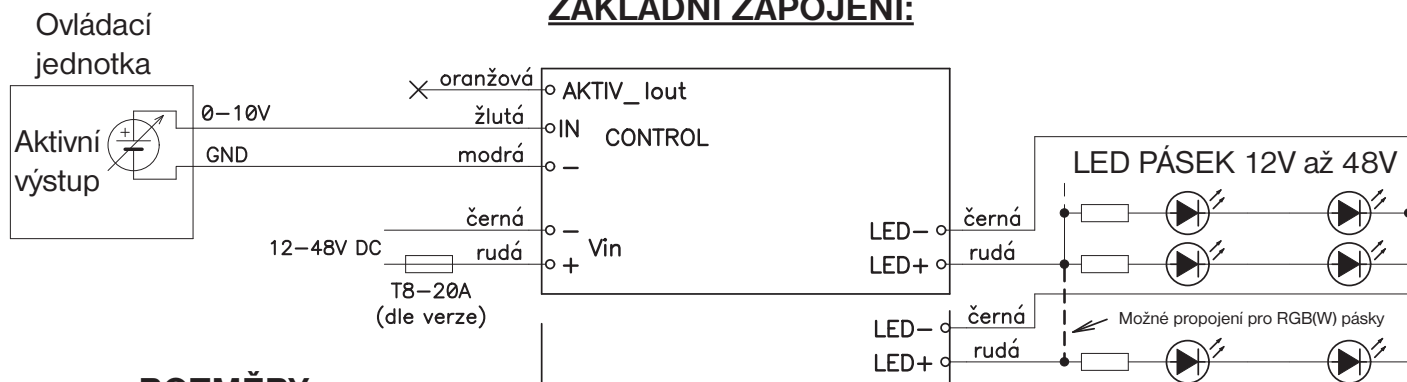 ZÁKLADNÍ ZAPOJENÍ:
Ovládací
jednotka
Aktivní
výstup
0-10V
GND
oranžová
žlutá
modrá
AKTIV_Iout
IN
CONTROL
–
černá
rudá
12-48V DC
–
+
Vin
T8-20A
(dle verze)
LED-
LED+
černá
rudá
LED PÁSEK 12V až 48V
LED-
LED+
černá
rudá
Možné propojení pro RGB(W) pásky
ROZMĚRY